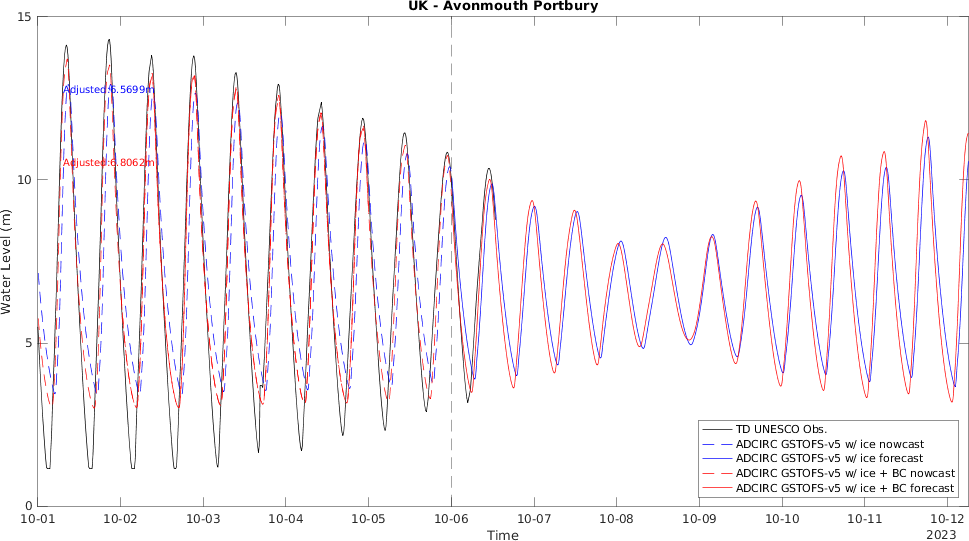 UK - Avonmouth Portbury
15
Adjusted:6.5699m
Adjusted:6.8062m
10
Water Level (m)
5
TD UNESCO Obs.
ADCIRC GSTOFS-v5 w/ ice nowcast
ADCIRC GSTOFS-v5 w/ ice forecast
ADCIRC GSTOFS-v5 w/ ice + BC nowcast
ADCIRC GSTOFS-v5 w/ ice + BC forecast
0
10-01 10-02 10-03 10-04 10-05 10-06 10-07 10-08 10-09 10-10 10-11 10-12
Time
2023